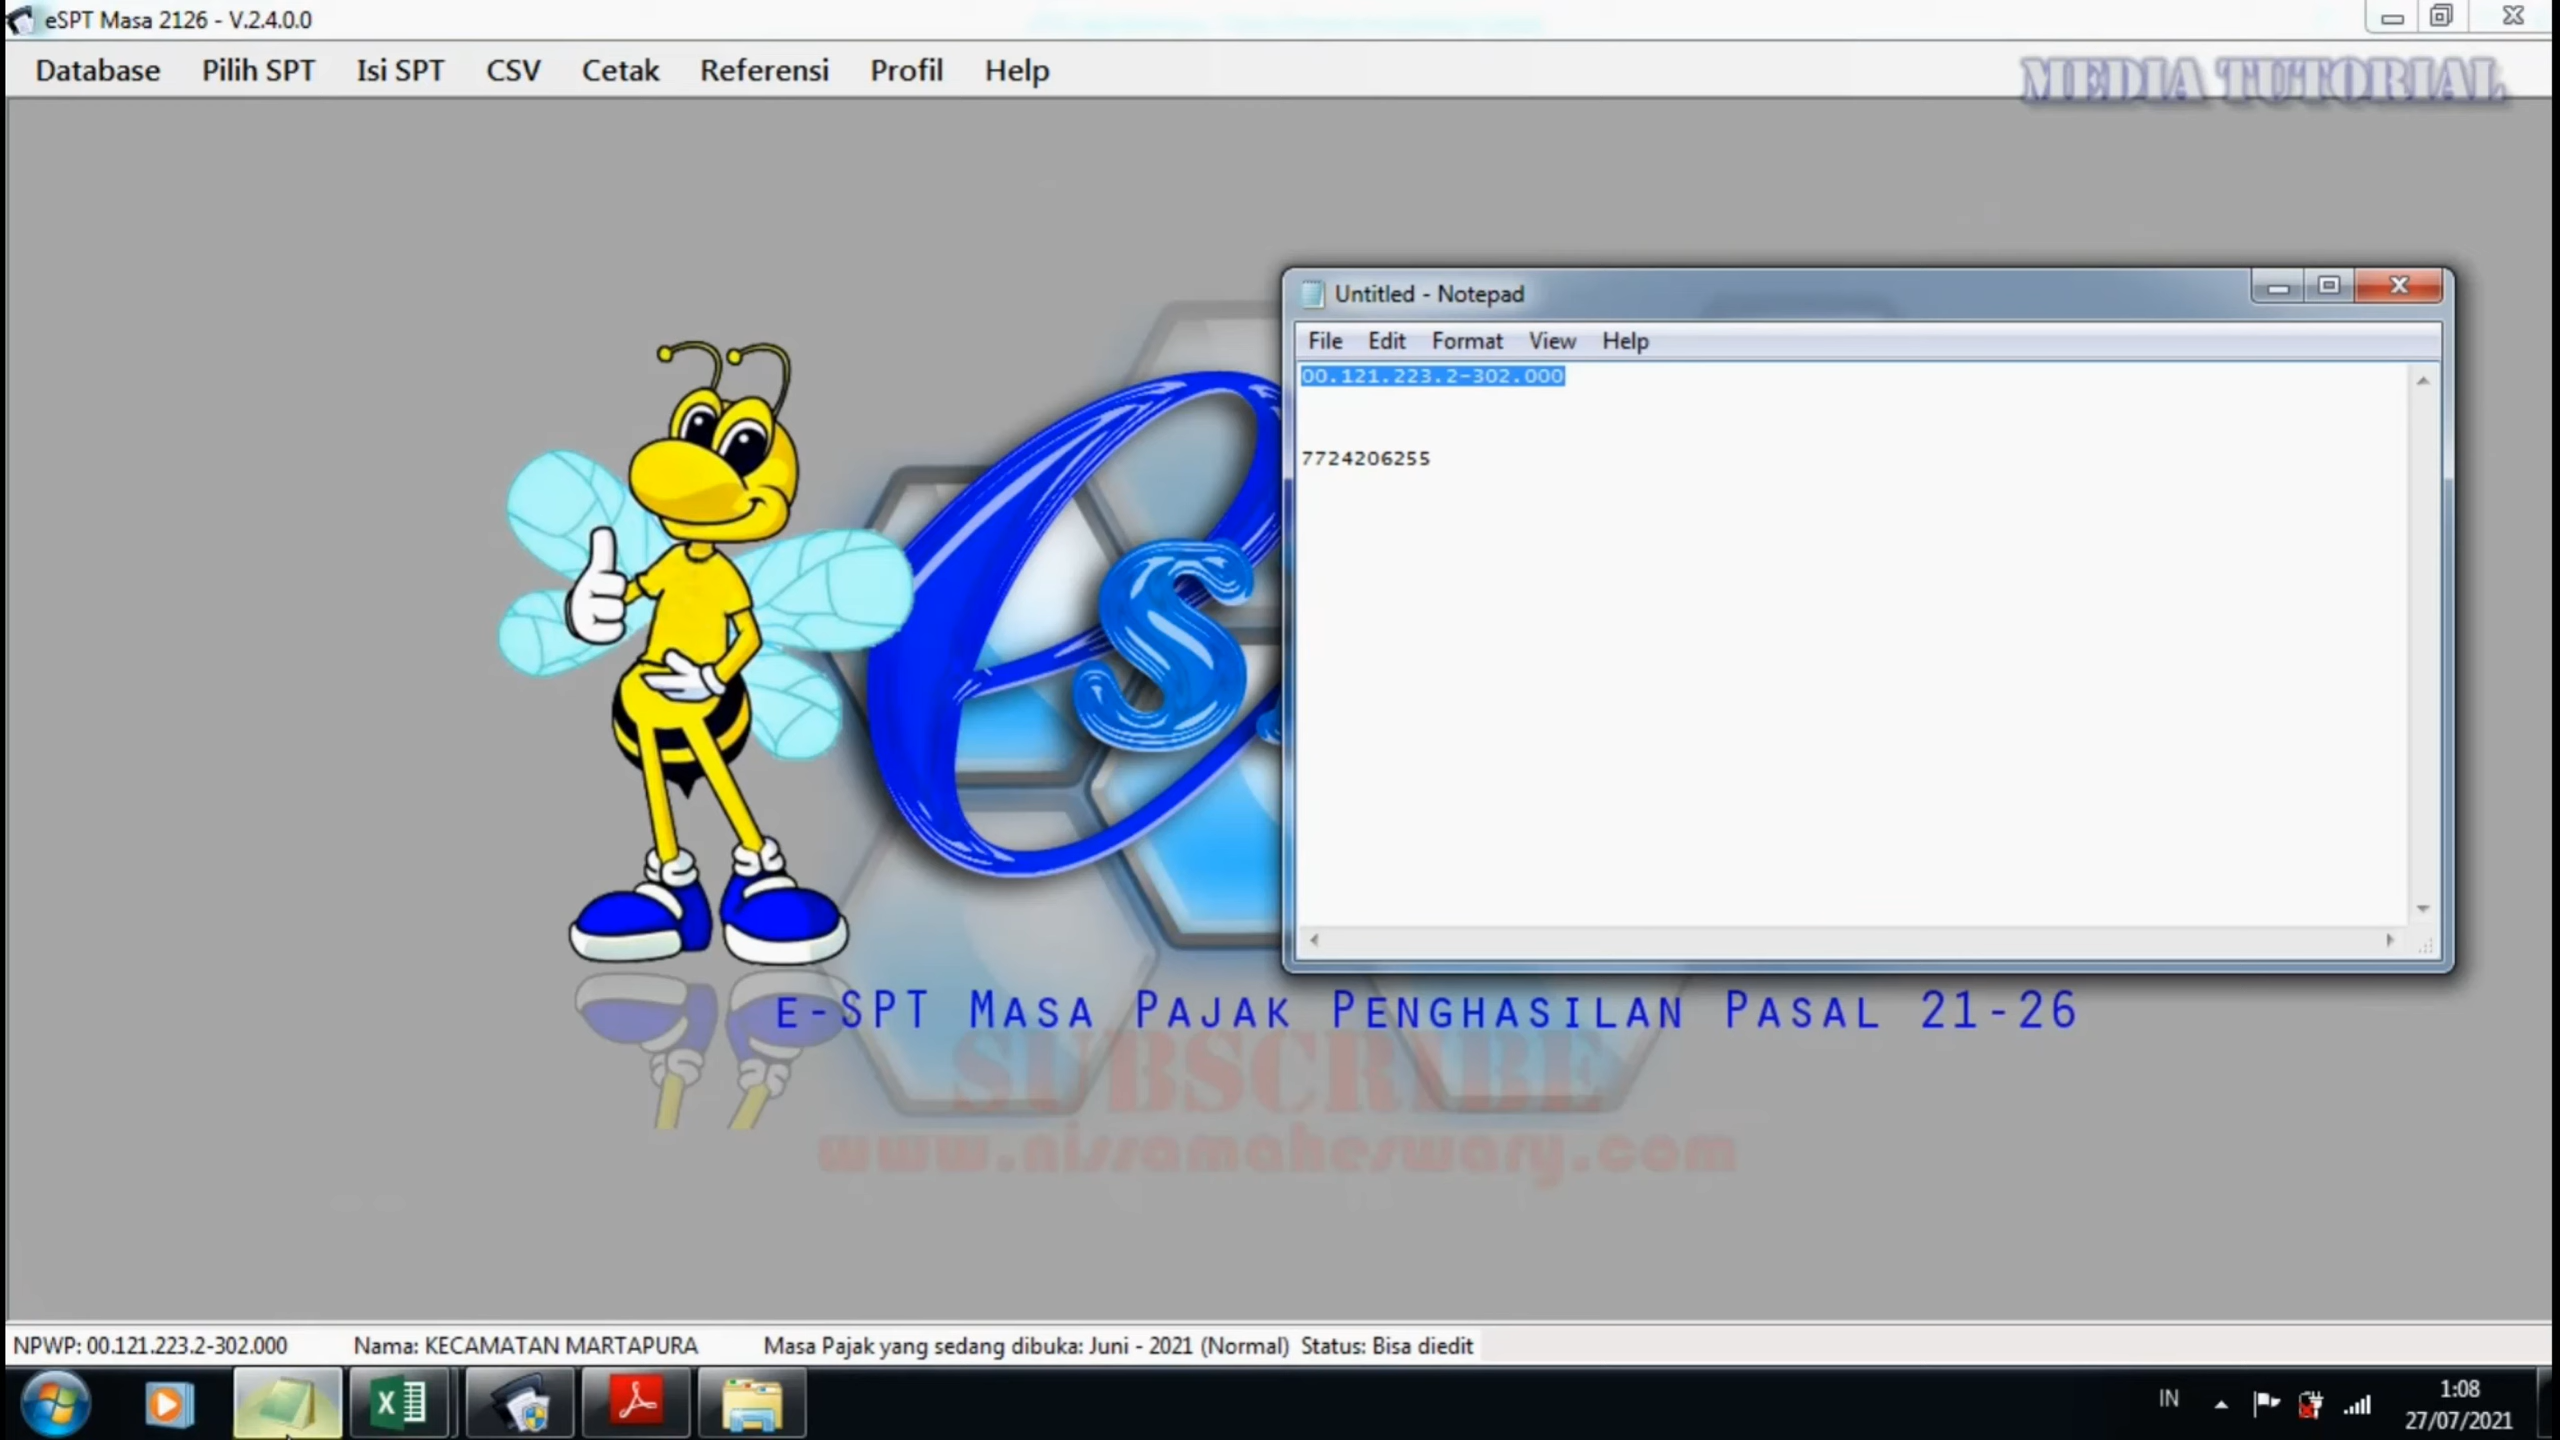 eSPT Masa 2126 - V.2.4.0.0
Database Pilih SPT Isi SPT CSV Cetak Referensi Profil Help
MEDIA TUTORIAL
Untitled - Notepad
File Edit Format View Help
00.121.223.2-302.000
7724206255
e-SPT Masa Pajak Penghasilan Pasal 21-26
SUBSCRIBE
www.nissamaheswary.com
NPWP: 00.121.223.2-302.000 Nama: KECAMATAN MARTAPURA Masa Pajak yang sedang dibuka: Juni - 2021 (Normal) Status: Bisa diedit
IN
1:08
27/07/2021